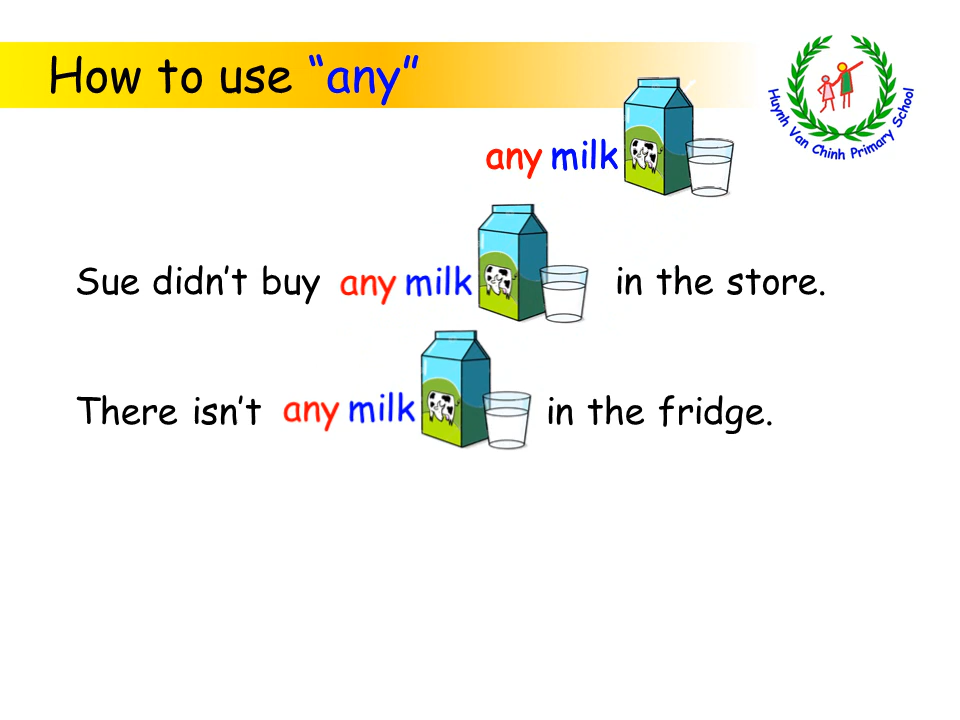 How to use “any”
Huynh Van Chinh Primary School
any milk
Sue didn’t buy any milk in the store.
There isn’t any milk in the fridge.